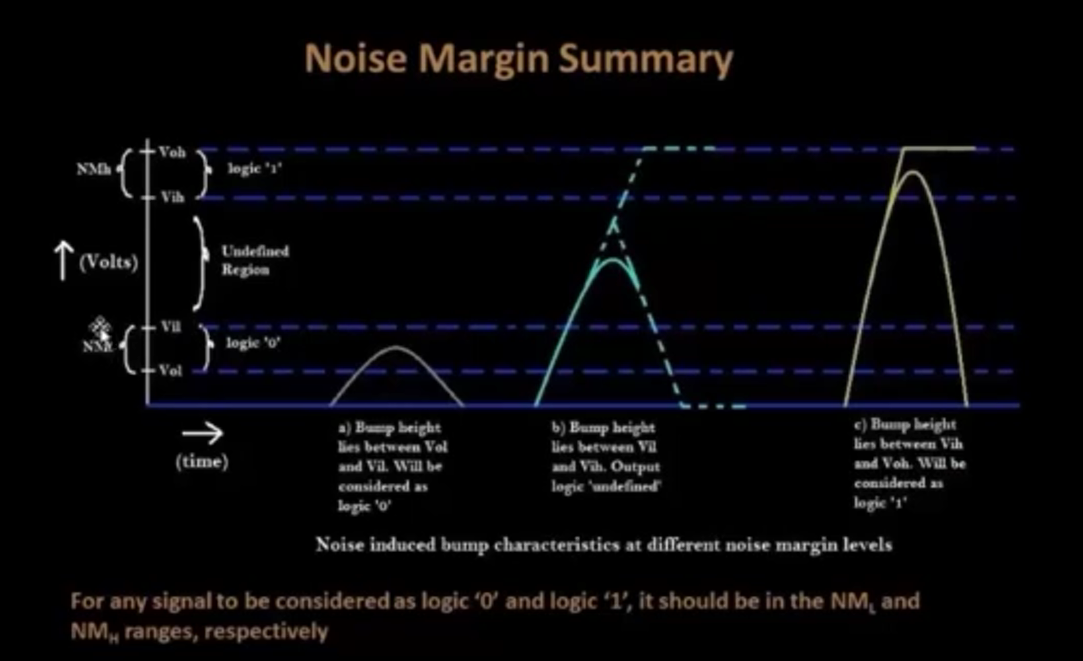 Noise Margin Summary
NMh
Voh
logic '1'
Vih
(Volts)
Undefined
Region
Vil
NML
logic '0'
Vol
(time)
a) Bump height
lies between Vol
and Vil. Will be
considered as
logic '0'
b) Bump height
lies between Vil
and Vih. Output
logic 'undefined'
c) Bump height
lies between Vih
and Voh. Will be
considered as
logic '1'
Noise induced bump characteristics at different noise margin levels
For any signal to be considered as logic ‘0’ and logic ‘1’, it should be in the NML and
NMH ranges, respectively